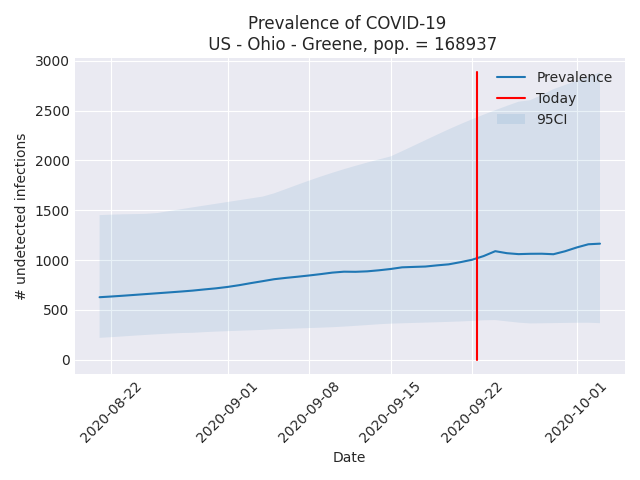 Prevalence of COVID-19
US - Ohio - Greene, pop. = 168937
3000
2500
2000
1500
1000
500
0
# undetected infections
Prevalence
Today
95CI
2020-08-22
2020-09-01
2020-09-08
2020-09-15
2020-09-22
2020-10-01
Date